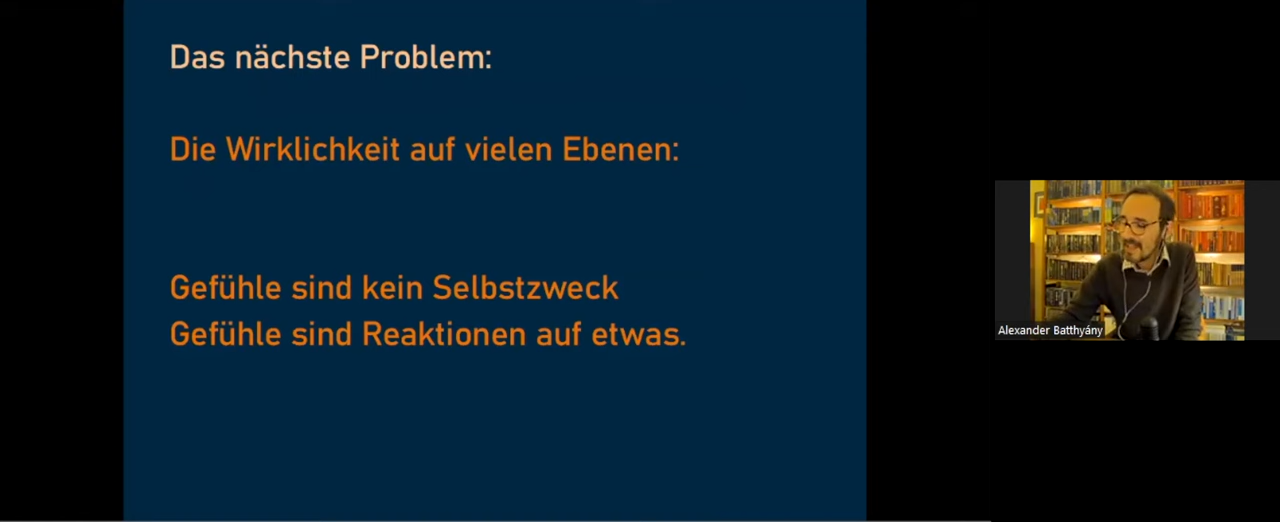 Das nächste Problem:
Die Wirklichkeit auf vielen Ebenen:
Gefühle sind kein Selbstzweck
Gefühle sind Reaktionen auf etwas.
Alexander Batthyány